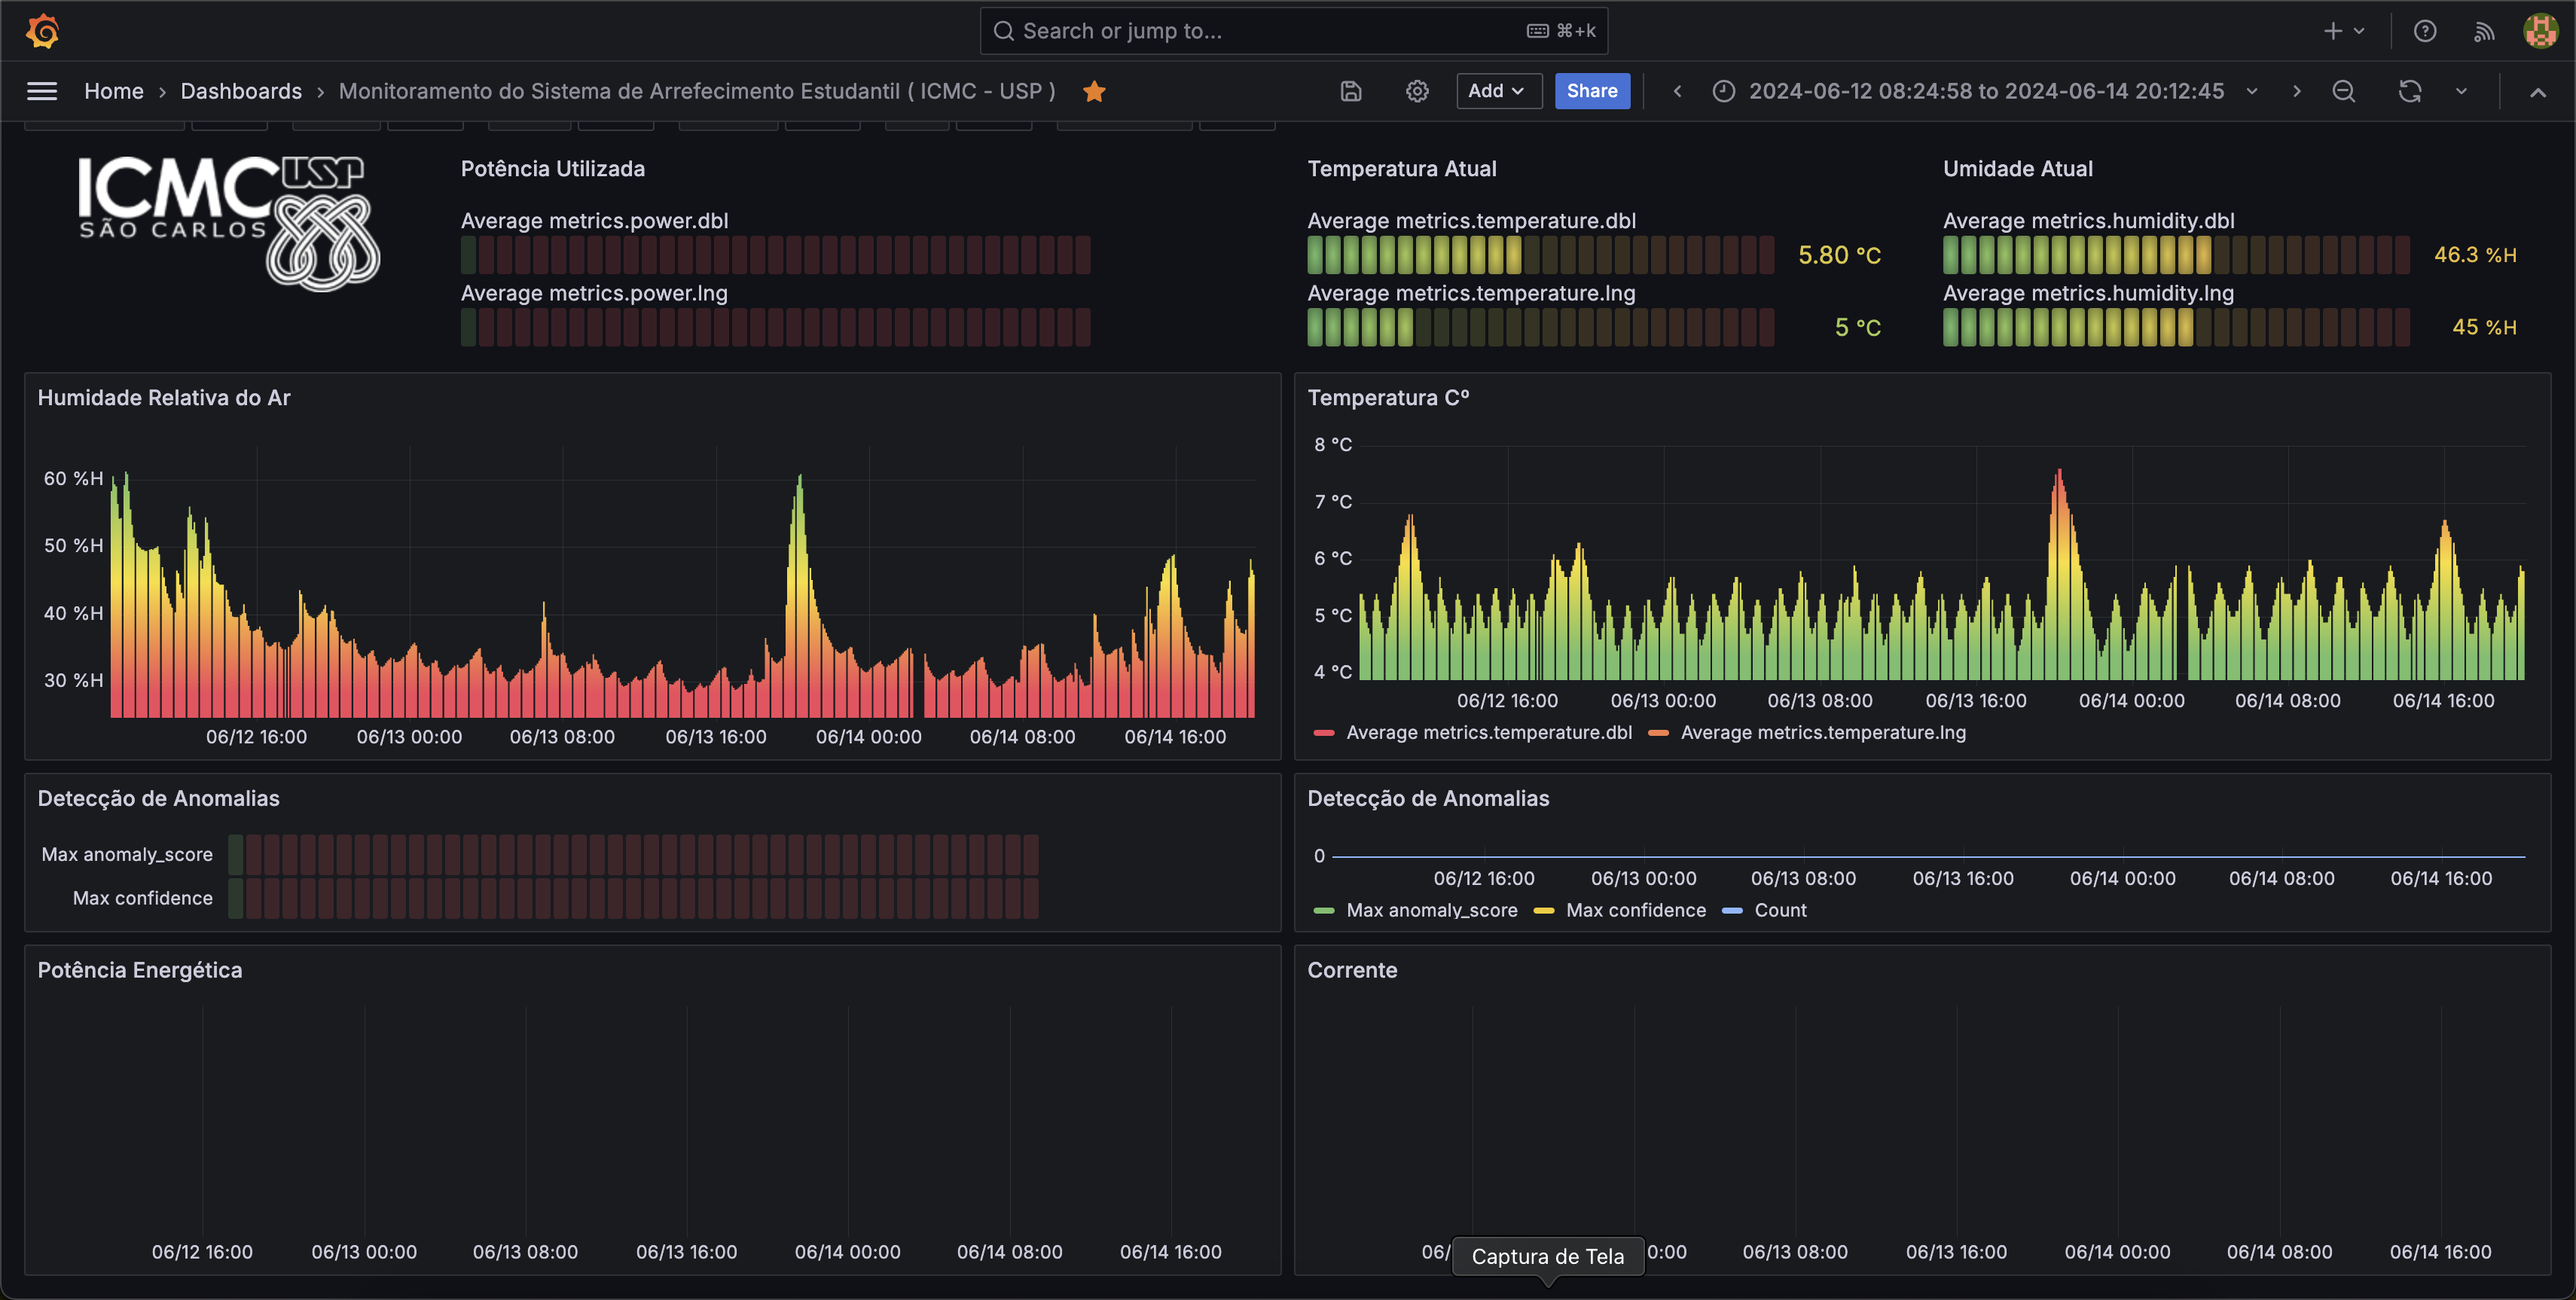 Search or jump to...
⌘+k
Home › Dashboards › Monitoramento do Sistema de Arrefecimento Estudantil ( ICMC - USP )
Add
Share
2024-06-12 08:24:58 to 2024-06-14 20:12:45
ICMC USP
SÃO CARLOS
Potência Utilizada
Average metrics.power.dbl
Average metrics.power.lng
Temperatura Atual
Average metrics.temperature.dbl
5.80 °C
Average metrics.temperature.lng
5 °C
Umidade Atual
Average metrics.humidity.dbl
46.3 %H
Average metrics.humidity.lng
45 %H
Humidade Relativa do Ar
60 %H
50 %H
40 %H
30 %H
06/12 16:00 06/13 00:00 06/13 08:00 06/13 16:00 06/14 00:00 06/14 08:00 06/14 16:00
Temperatura Cº
8 °C
7 °C
6 °C
5 °C
4 °C
06/12 16:00 06/13 00:00 06/13 08:00 06/13 16:00 06/14 00:00 06/14 08:00 06/14 16:00
Average metrics.temperature.dbl Average metrics.temperature.lng
Detecção de Anomalias
Max anomaly_score
Max confidence
Detecção de Anomalias
0
06/12 16:00 06/13 00:00 06/13 08:00 06/13 16:00 06/14 00:00 06/14 08:00 06/14 16:00
Max anomaly_score Max confidence Count
Potência Energética
06/12 16:00 06/13 00:00 06/13 08:00 06/13 16:00 06/14 00:00 06/14 08:00 06/14 16:00
Corrente
06/ 0:00 06/13 08:00 06/13 16:00 06/14 00:00 06/14 08:00 06/14 16:00
Captura de Tela